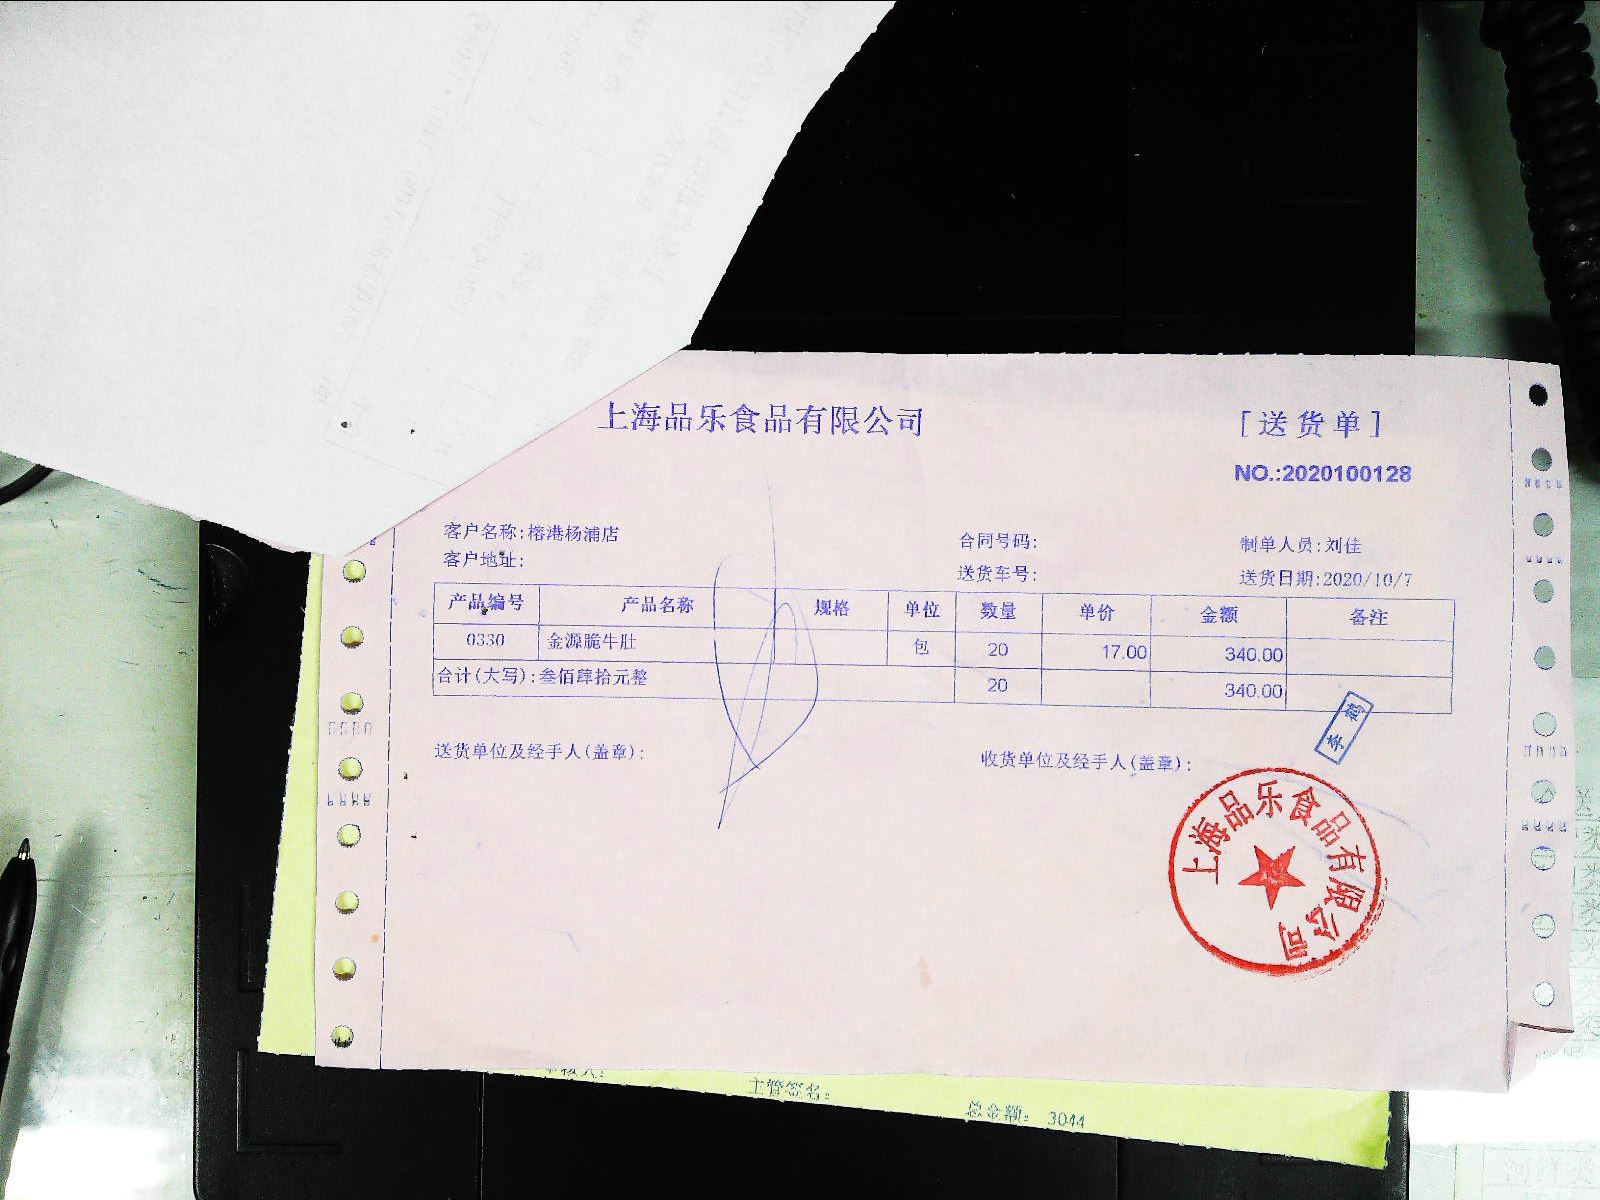 上海品乐食品有限公司
[送货单]
NO.:2020100128
客户名称:榕港杨浦店
客户地址:
合同号码:
送货车号:
制单人员:刘佳
送货日期:2020/10/7
产品编号 产品名称 规格 单位 数量 单价 金额 备注
0330 金源脆牛肚 包 20 17.00 340.00
合计(大写):叁佰肆拾元整 20 340.00
送货单位及经手人(盖章):
收货单位及经手人(盖章):
李鹤
上海品乐食品有限公司
主管签名:
总金额: 3044